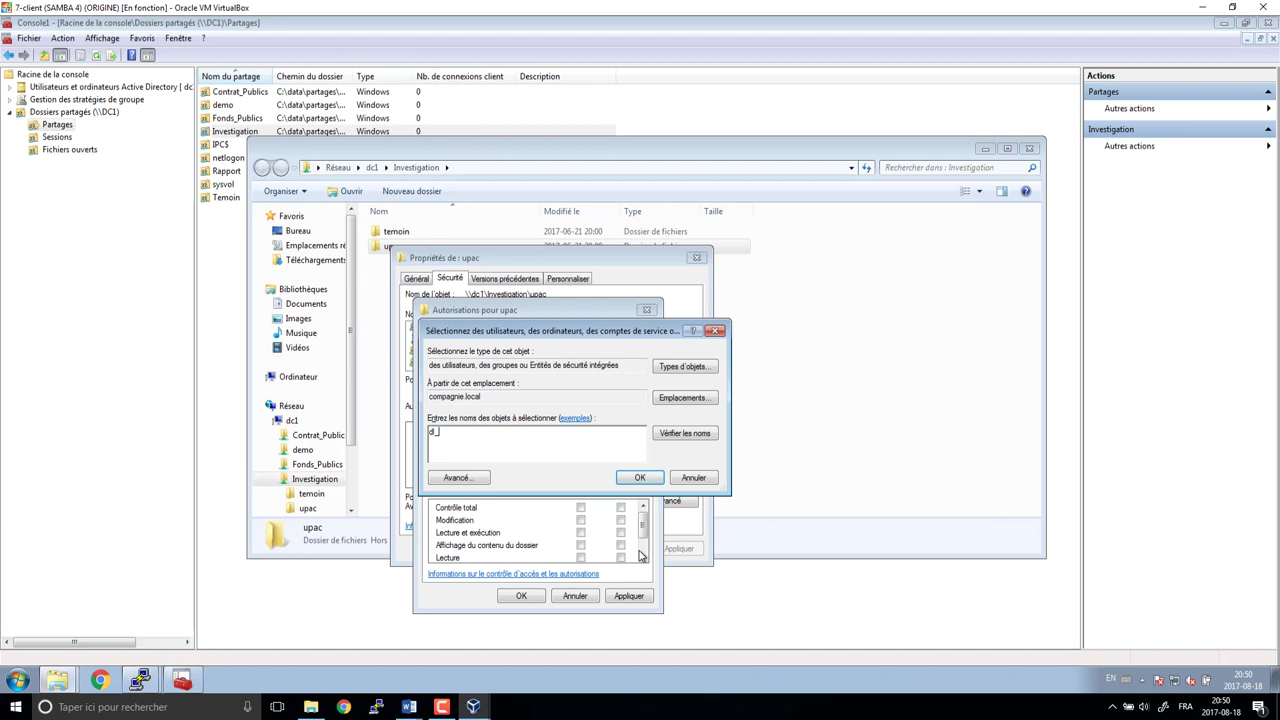 7-client (SAMBA 4) (ORIGINE) [En fonction] - Oracle VM VirtualBox
Console1 - [Racine de la console\Dossiers partagés (\\DC1)\Partages]
Fichier Action Affichage Favoris Fenêtre ?
Racine de la console
Utilisateurs et ordinateurs Active Directory [ dc
Gestion des stratégies de groupe
Dossiers partagés (\\DC1)
Partages
Sessions
Fichiers ouverts
Nom du partage Chemin du dossier Type Nb. de connexions client Description
Contrat_Publics C:\data\partages\... Windows 0
demo C:\data\partages\... Windows 0
Fonds_Publics C:\data\partages\... Windows 0
Investigation C:\data\partages\... Windows 0
IPC$
netlogon
Rapport
sysvol
Temoin
Actions
Partages
Autres actions
Investigation
Autres actions
Réseau dc1 Investigation
Rechercher dans : Investigation
Organiser Ouvrir Nouveau dossier
Favoris
Bureau
Emplacements ré
Téléchargements
Bibliothèques
Documents
Images
Musique
Vidéos
Ordinateur
Réseau
dc1
Contrat_Public
demo
Fonds_Publics
Investigation
temoin
upac
Nom Modifié le Type Taille
temoin 2017-06-21 20:00 Dossier de fichiers
upac
Dossier de fichiers Hors
Propriétés de : upac
Général Sécurité Versions précédentes Personnaliser
Nom de l'objet : \\dc1\Investigation\upac
Autorisations pour upac
Sélectionnez des utilisateurs, des ordinateurs, des comptes de service o...
Sélectionnez le type de cet objet :
des utilisateurs, des groupes ou Entités de sécurité intégrées
Types d'objets...
À partir de cet emplacement :
compagnie.local
Emplacements...
Entrez les noms des objets à sélectionner (exemples) :
dl_
Vérifier les noms
Avancé... OK Annuler
Contrôle total
Modification
Lecture et exécution
Affichage du contenu du dossier
Lecture
Appliquer
Informations sur le contrôle d'accès et les autorisations
OK Annuler Appliquer
EN
20:50
2017-08-18
Taper ici pour rechercher
FRA
20:50
2017-08-18